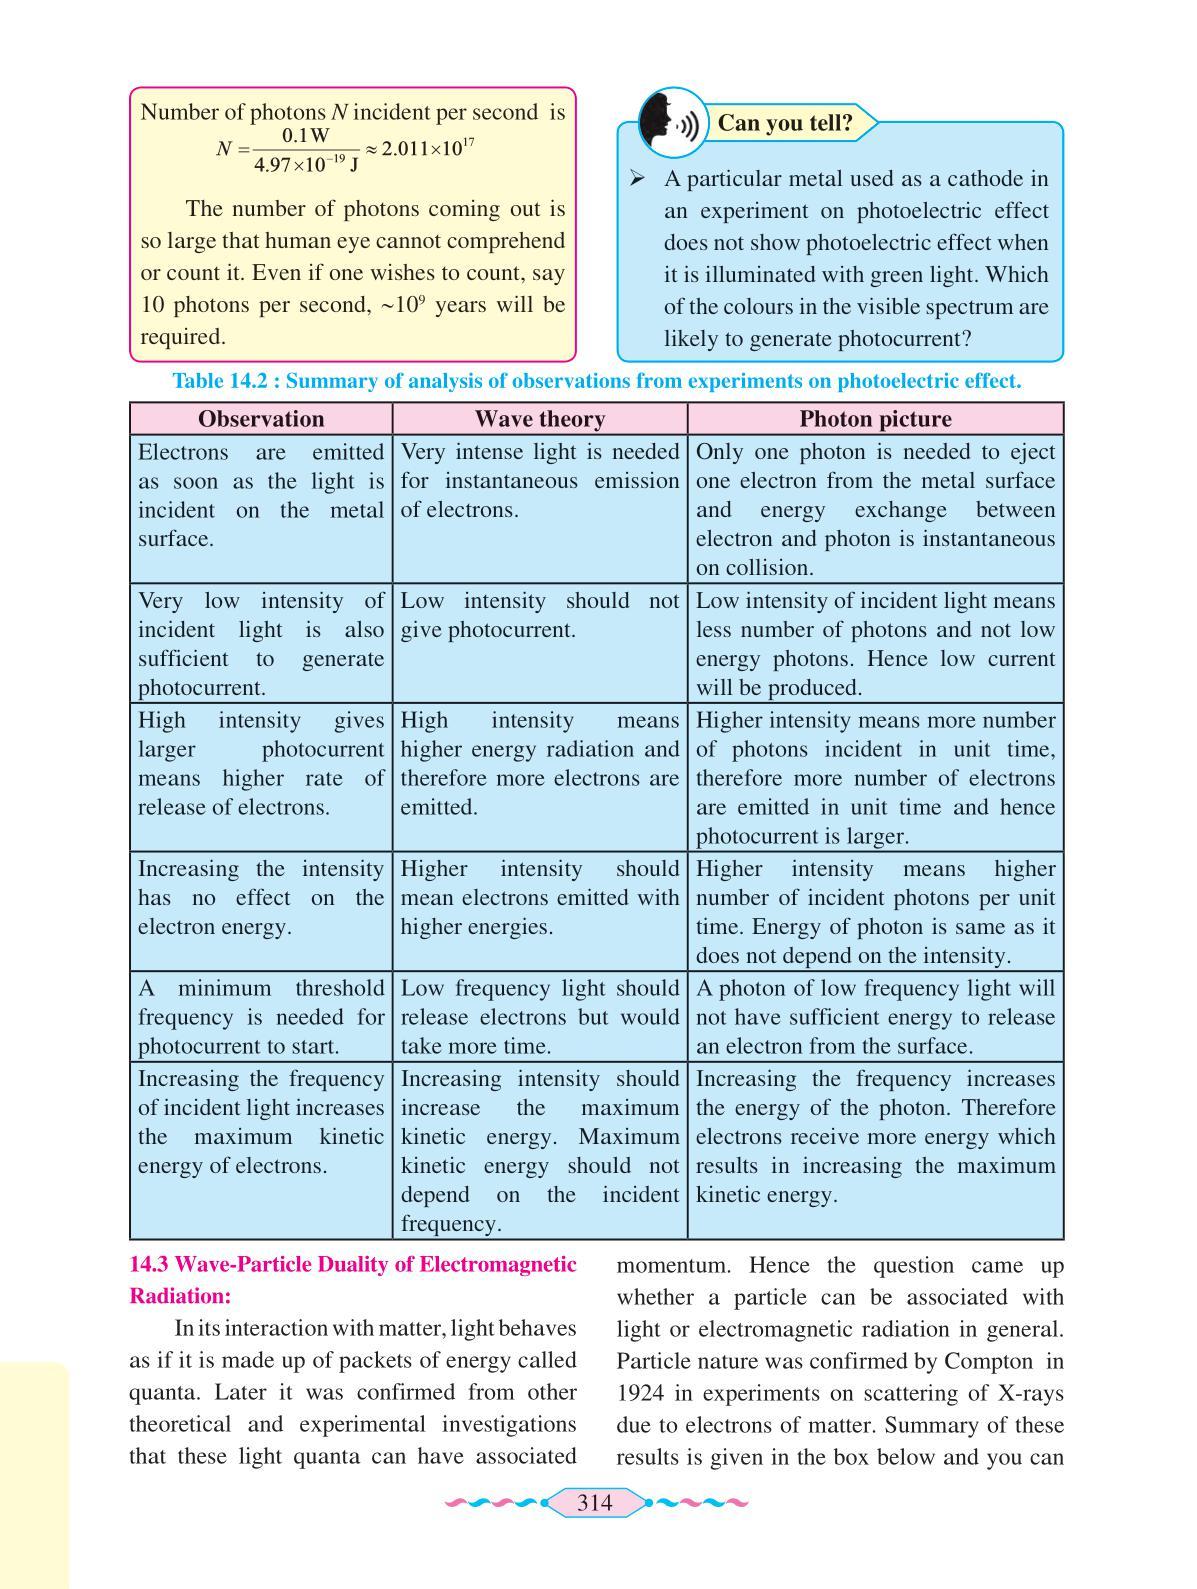 Number of photons N incident per second is
N = 0.1W / 4.97×10⁻¹⁹ J ≈ 2.011×10¹⁷
The number of photons coming out is
so large that human eye cannot comprehend
or count it. Even if one wishes to count, say
10 photons per second, ~10⁹ years will be
required.
Can you tell?
➢ A particular metal used as a cathode in
an experiment on photoelectric effect
does not show photoelectric effect when
it is illuminated with green light. Which
of the colours in the visible spectrum are
likely to generate photocurrent?
Table 14.2 : Summary of analysis of observations from experiments on photoelectric effect.
Observation
Wave theory
Photon picture
Electrons are emitted
as soon as the light is
incident on the metal
surface.
Very intense light is needed
for instantaneous emission
of electrons.
Only one photon is needed to eject
one electron from the metal surface
and energy exchange between
electron and photon is instantaneous
on collision.
Very low intensity of
incident light is also
sufficient to generate
photocurrent.
Low intensity should not
give photocurrent.
Low intensity of incident light means
less number of photons and not low
energy photons. Hence low current
will be produced.
High intensity gives
larger photocurrent
means higher rate of
release of electrons.
High intensity means
higher energy radiation and
therefore more electrons are
emitted.
Higher intensity means more number
of photons incident in unit time,
therefore more number of electrons
are emitted in unit time and hence
photocurrent is larger.
Increasing the intensity
has no effect on the
electron energy.
Higher intensity should
mean electrons emitted with
higher energies.
Higher intensity means higher
number of incident photons per unit
time. Energy of photon is same as it
does not depend on the intensity.
A minimum threshold
frequency is needed for
photocurrent to start.
Low frequency light should
release electrons but would
take more time.
A photon of low frequency light will
not have sufficient energy to release
an electron from the surface.
Increasing the frequency
of incident light increases
the maximum kinetic
energy of electrons.
Increasing intensity should
increase the maximum
kinetic energy. Maximum
kinetic energy should not
depend on the incident
frequency.
Increasing the frequency increases
the energy of the photon. Therefore
electrons receive more energy which
results in increasing the maximum
kinetic energy.
14.3 Wave-Particle Duality of Electromagnetic
Radiation:
In its interaction with matter, light behaves
as if it is made up of packets of energy called
quanta. Later it was confirmed from other
theoretical and experimental investigations
that these light quanta can have associated
momentum. Hence the question came up
whether a particle can be associated with
light or electromagnetic radiation in general.
Particle nature was confirmed by Compton in
1924 in experiments on scattering of X-rays
due to electrons of matter. Summary of these
results is given in the box below and you can
314